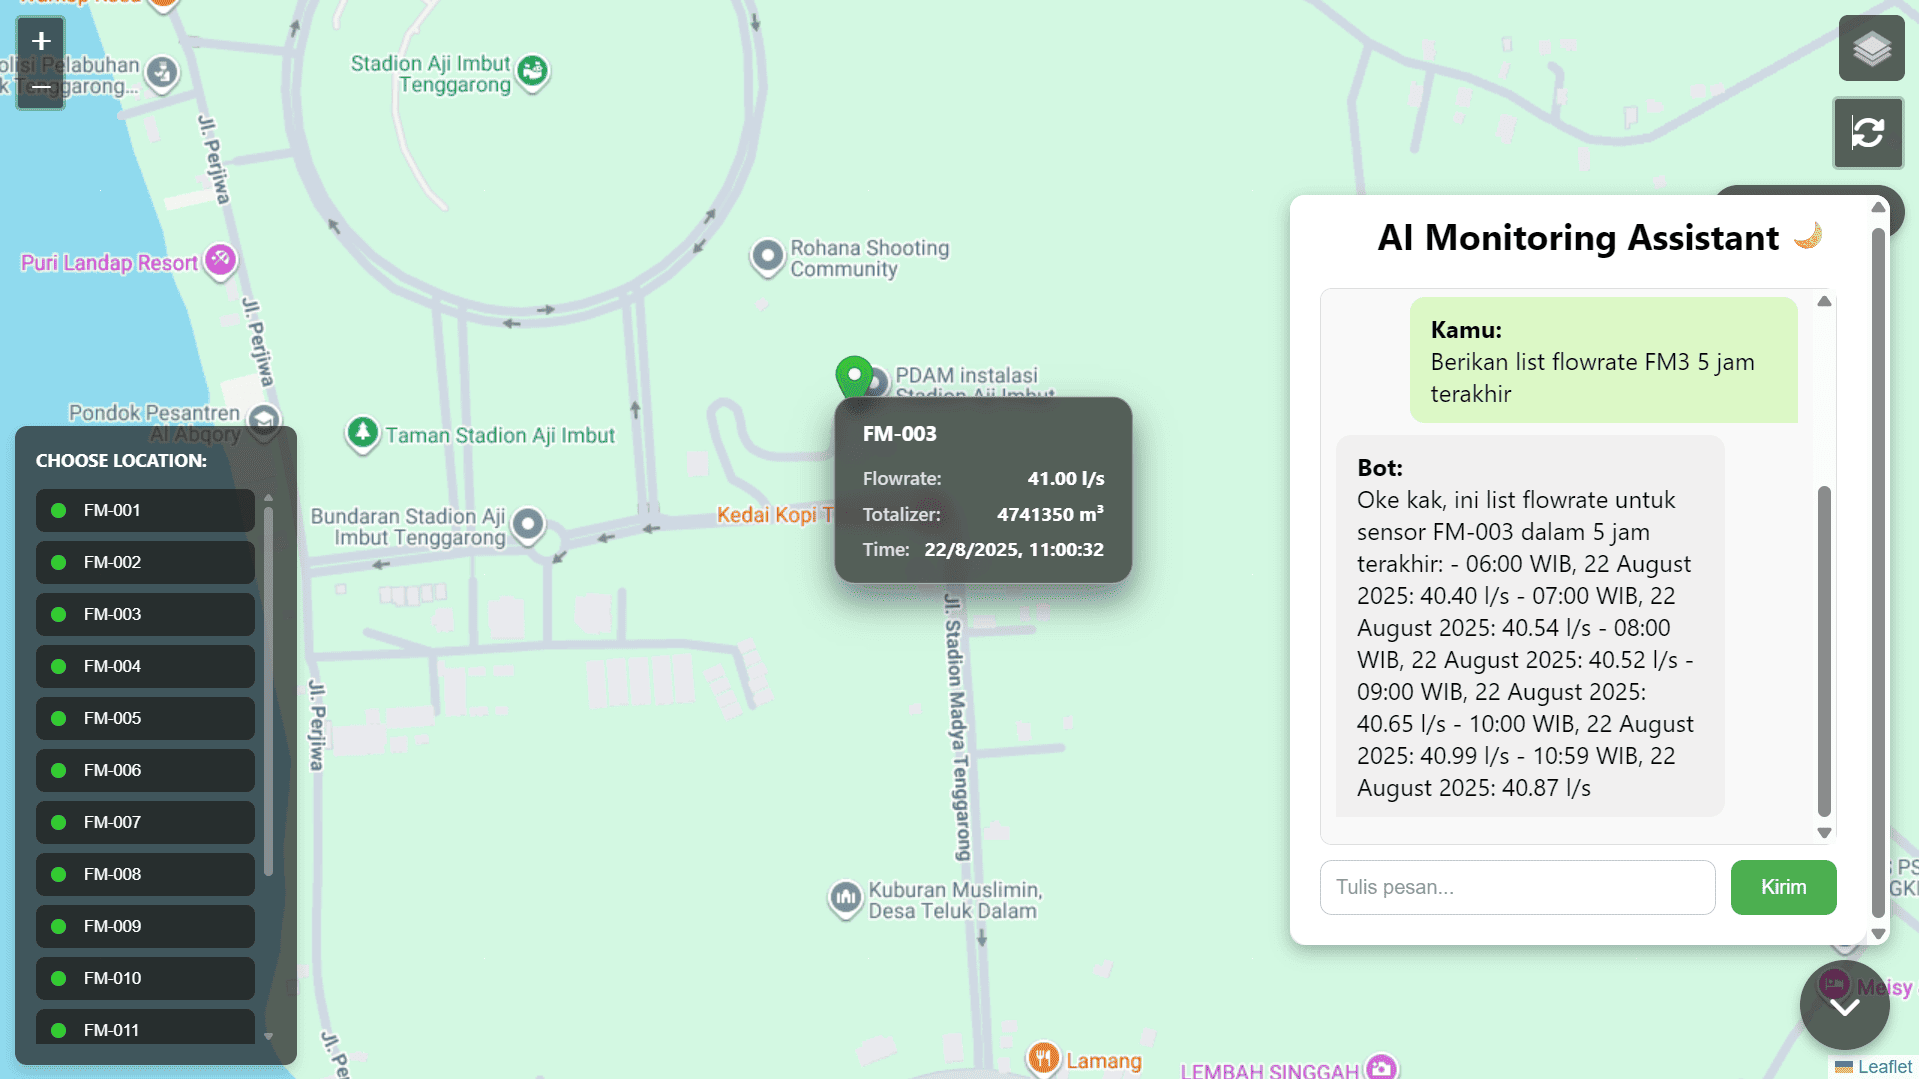 +
Pelabuhan
Tenggarong...
−
Stadion Aji Imbut
Tenggarong
Jl. Perjiwa
Puri Landap Resort
Jl. Perjiwa
Rohana Shooting
Community
PDAM instalasi
Stadion Aji Imbut
Pondok Pesantren
Al Abqory
Taman Stadion Aji Imbut
Bundaran Stadion Aji
Imbut Tenggarong
Kedai Kopi T
FM-003
Flowrate: 41.00 l/s
Totalizer: 4741350 m³
Time: 22/8/2025, 11:00:32
Jl. Stadion Madya Tenggarong
Jl. Perjiwa
Kuburan Muslimin,
Desa Teluk Dalam
Lamang
LEMBAH SINGGAH
Meisy
CHOOSE LOCATION:
FM-001
FM-002
FM-003
FM-004
FM-005
FM-006
FM-007
FM-008
FM-009
FM-010
FM-011
AI Monitoring Assistant
Kamu:
Berikan list flowrate FM3 5 jam
terakhir
Bot:
Oke kak, ini list flowrate untuk
sensor FM-003 dalam 5 jam
terakhir: - 06:00 WIB, 22 August
2025: 40.40 l/s - 07:00 WIB, 22
August 2025: 40.54 l/s - 08:00
WIB, 22 August 2025: 40.52 l/s -
09:00 WIB, 22 August 2025:
40.65 l/s - 10:00 WIB, 22 August
2025: 40.99 l/s - 10:59 WIB, 22
August 2025: 40.87 l/s
Tulis pesan...
Kirim
Leaflet